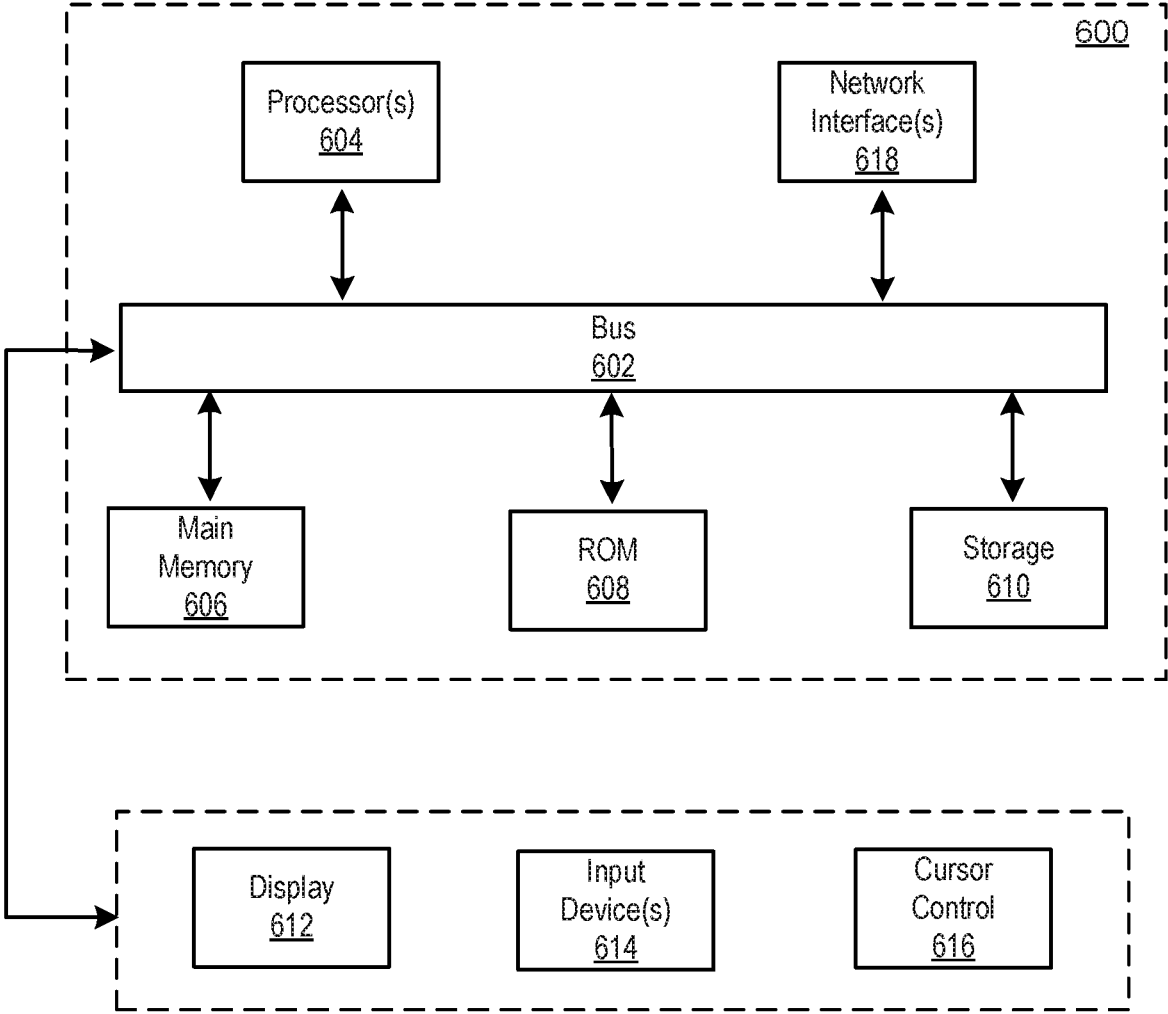 600
Processor(s)
604
Network
Interface(s)
618
Bus
602
Main
Memory
606
ROM
608
Storage
610
Display
612
Input
Device(s)
614
Cursor
Control
616